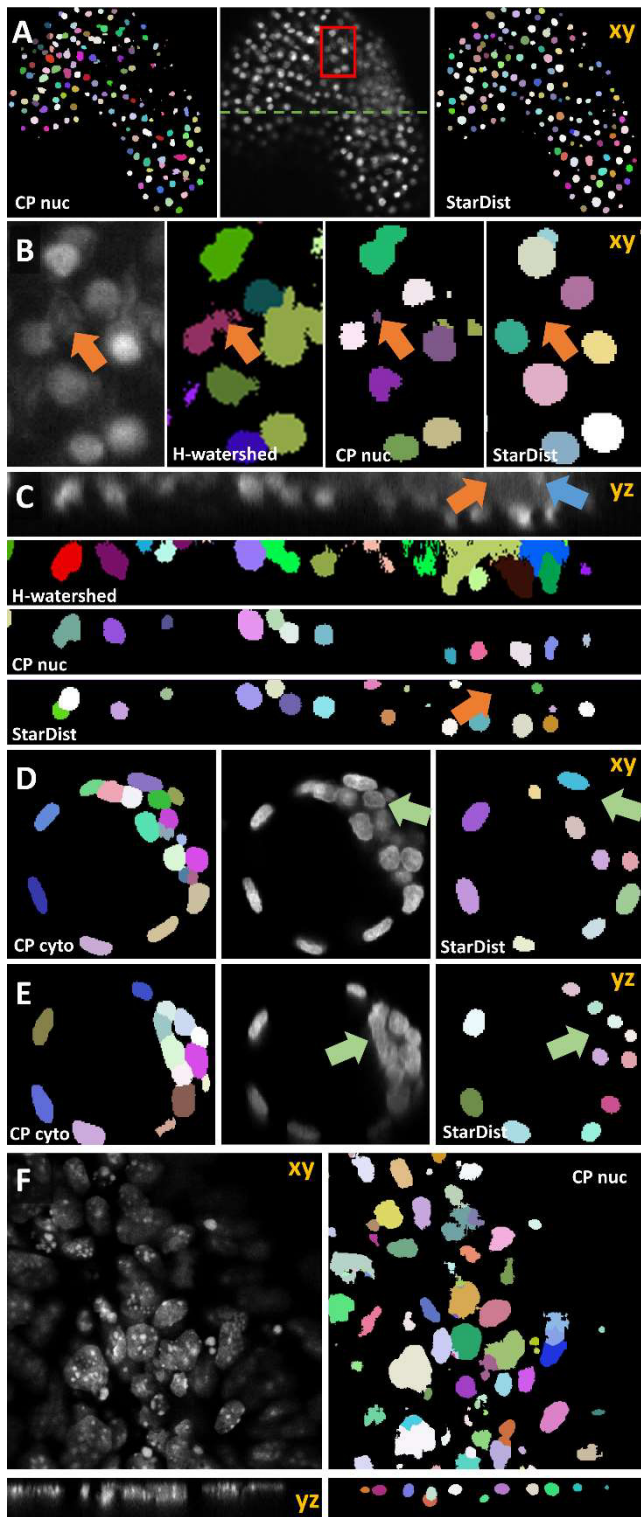 A
xy
CP nuc
StarDist
B
xy
H-watershed
CP nuc
StarDist
C
yz
H-watershed
CP nuc
StarDist
D
xy
CP cyto
StarDist
E
yz
CP cyto
StarDist
F
xy
CP nuc
yz